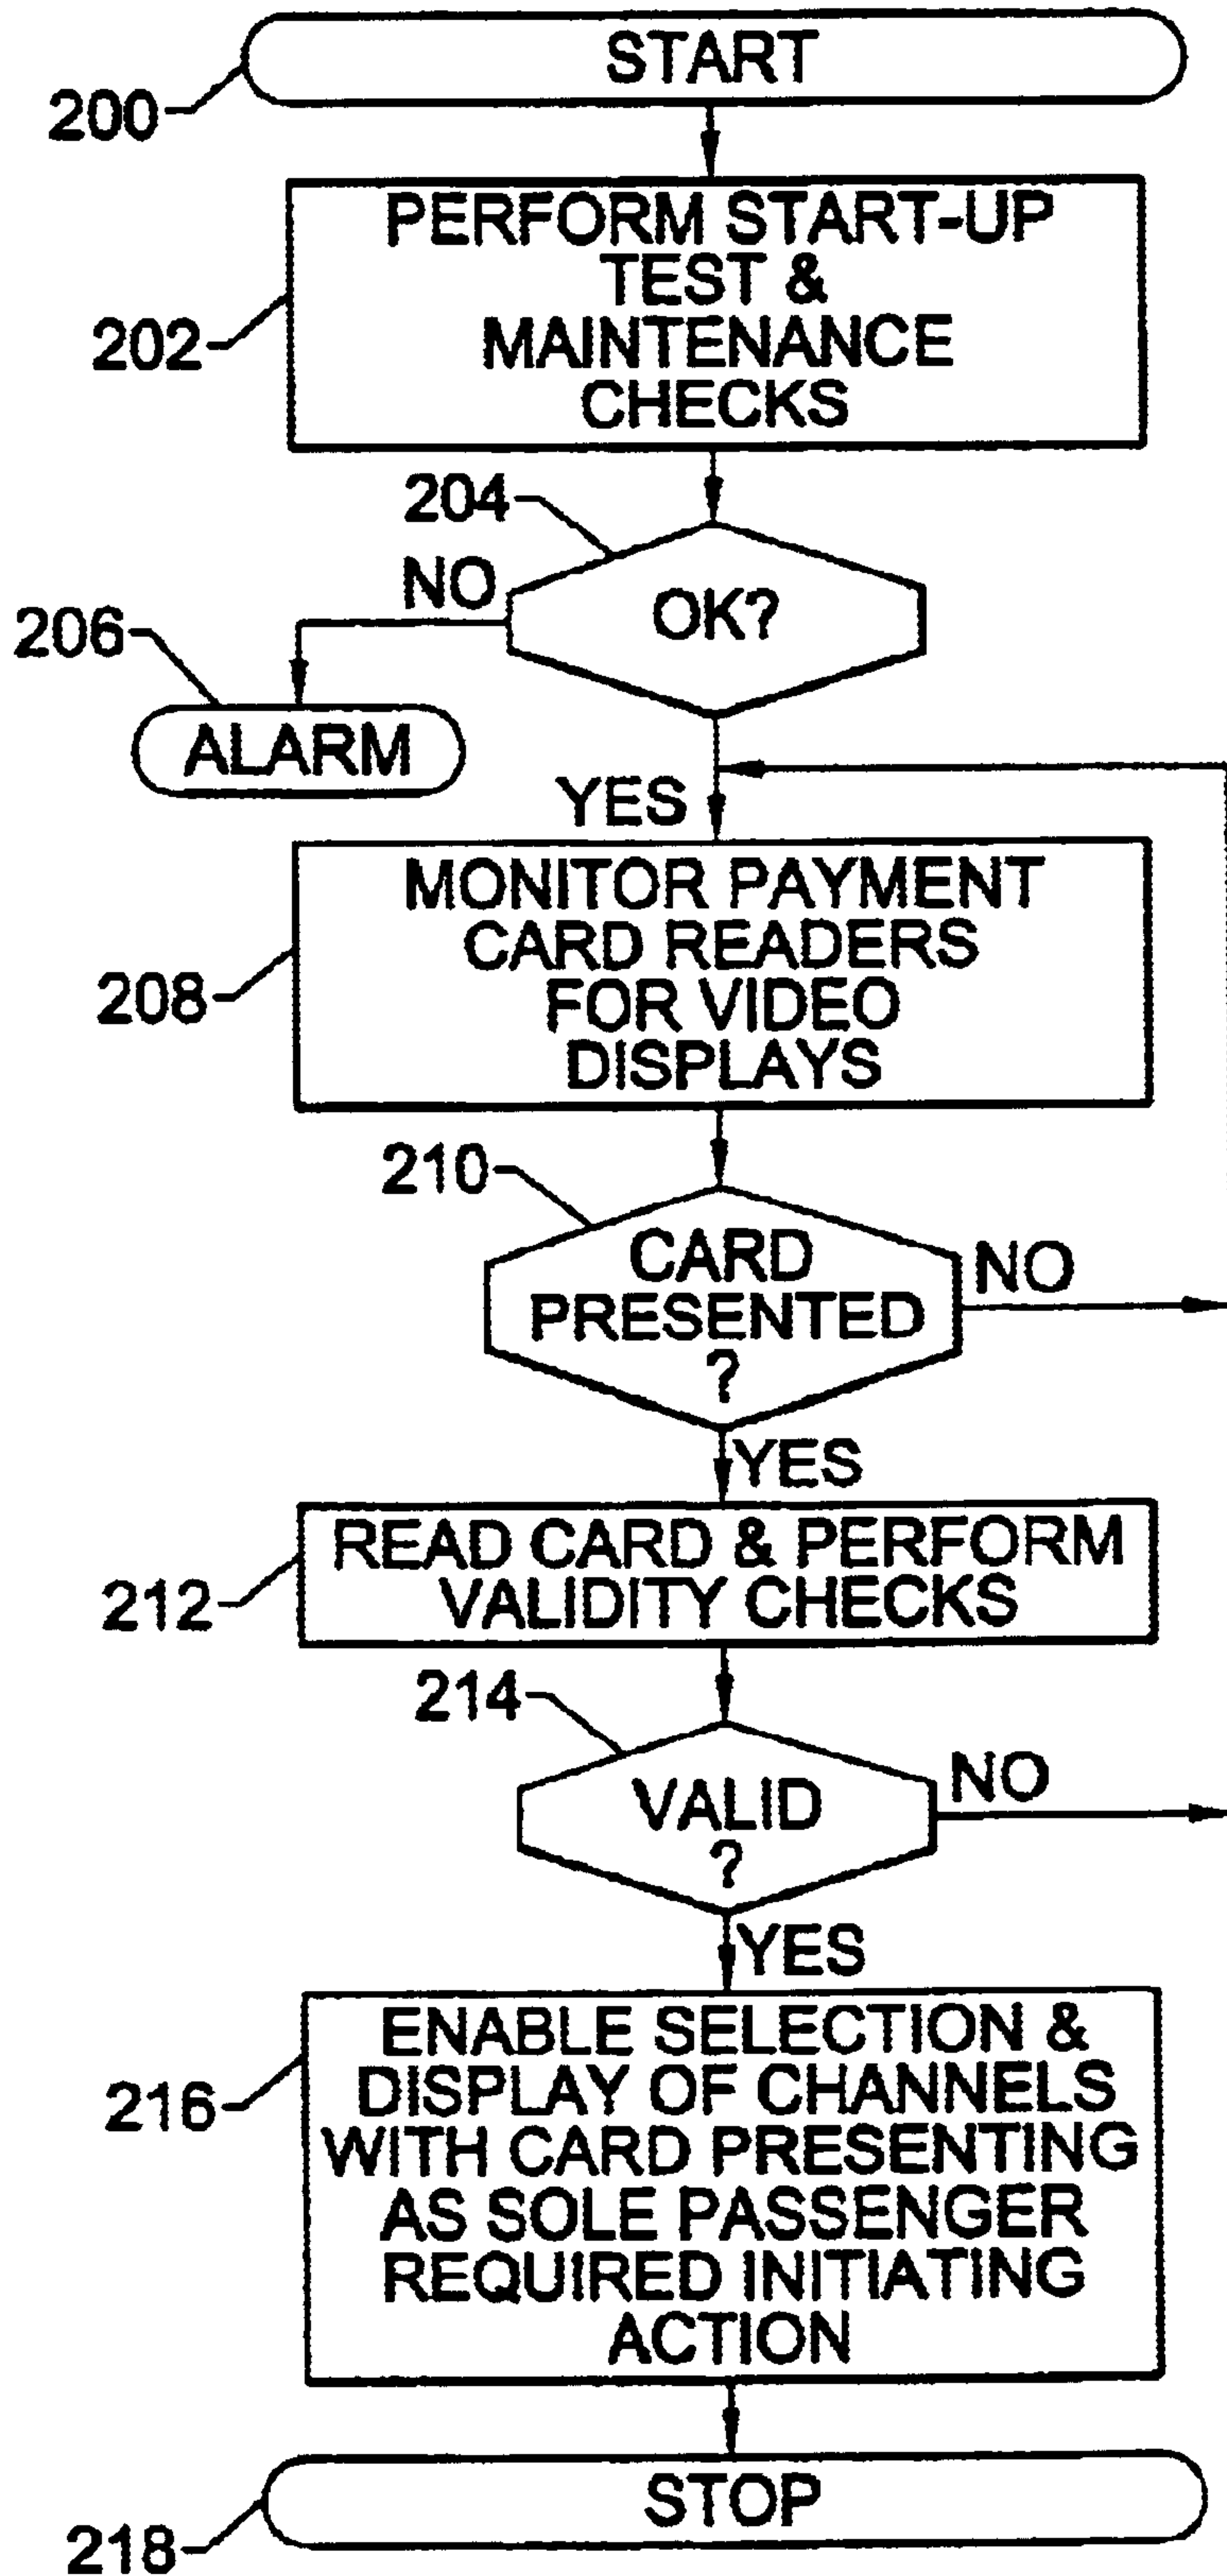 START
200
PERFORM START-UP
TEST &
MAINTENANCE
CHECKS
202
204
NO
OK?
206
ALARM
YES
MONITOR PAYMENT
CARD READERS
FOR VIDEO
DISPLAYS
208
210
CARD
PRESENTED
?
NO
YES
READ CARD & PERFORM
VALIDITY CHECKS
212
214
VALID
?
NO
YES
ENABLE SELECTION &
DISPLAY OF CHANNELS
WITH CARD PRESENTING
AS SOLE PASSENGER
REQUIRED INITIATING
ACTION
216
STOP
218